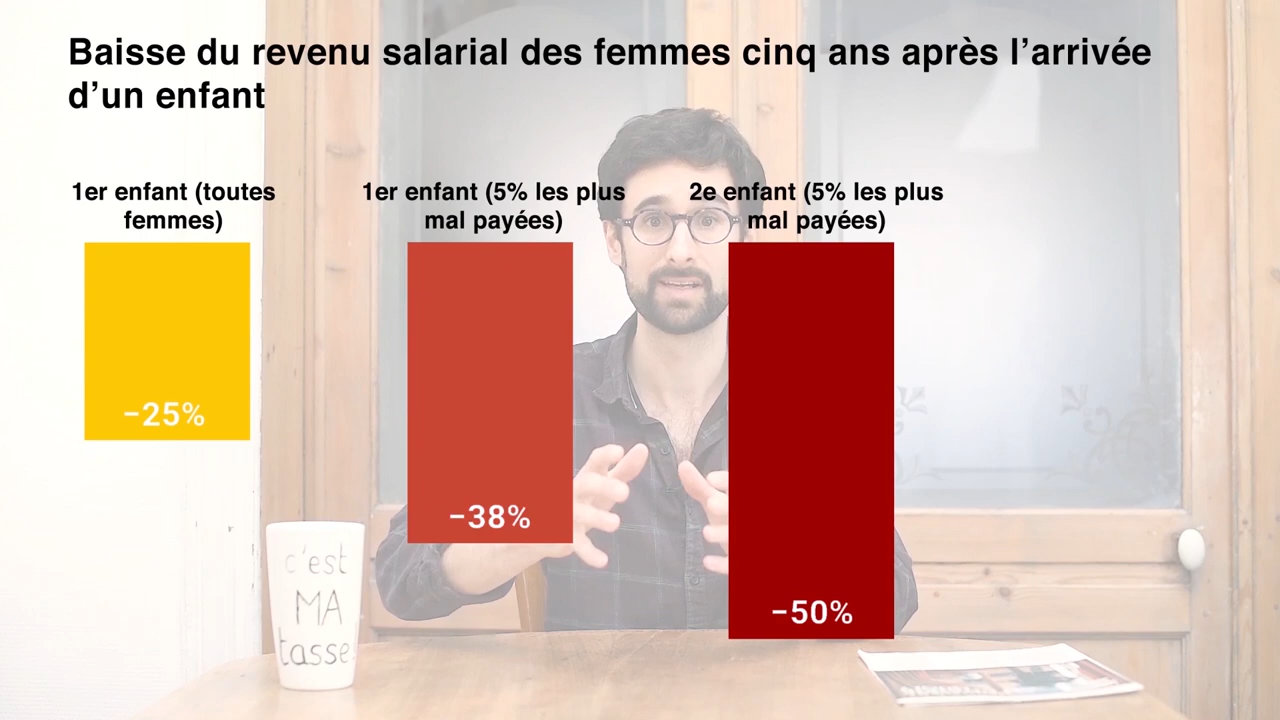 Baisse du revenu salarial des femmes cinq ans après l’arrivée
d’un enfant
1er enfant (toutes
femmes)
1er enfant (5% les plus
mal payées)
2e enfant (5% les plus
mal payées)
-25%
-38%
-50%
c'est
MA
tasse